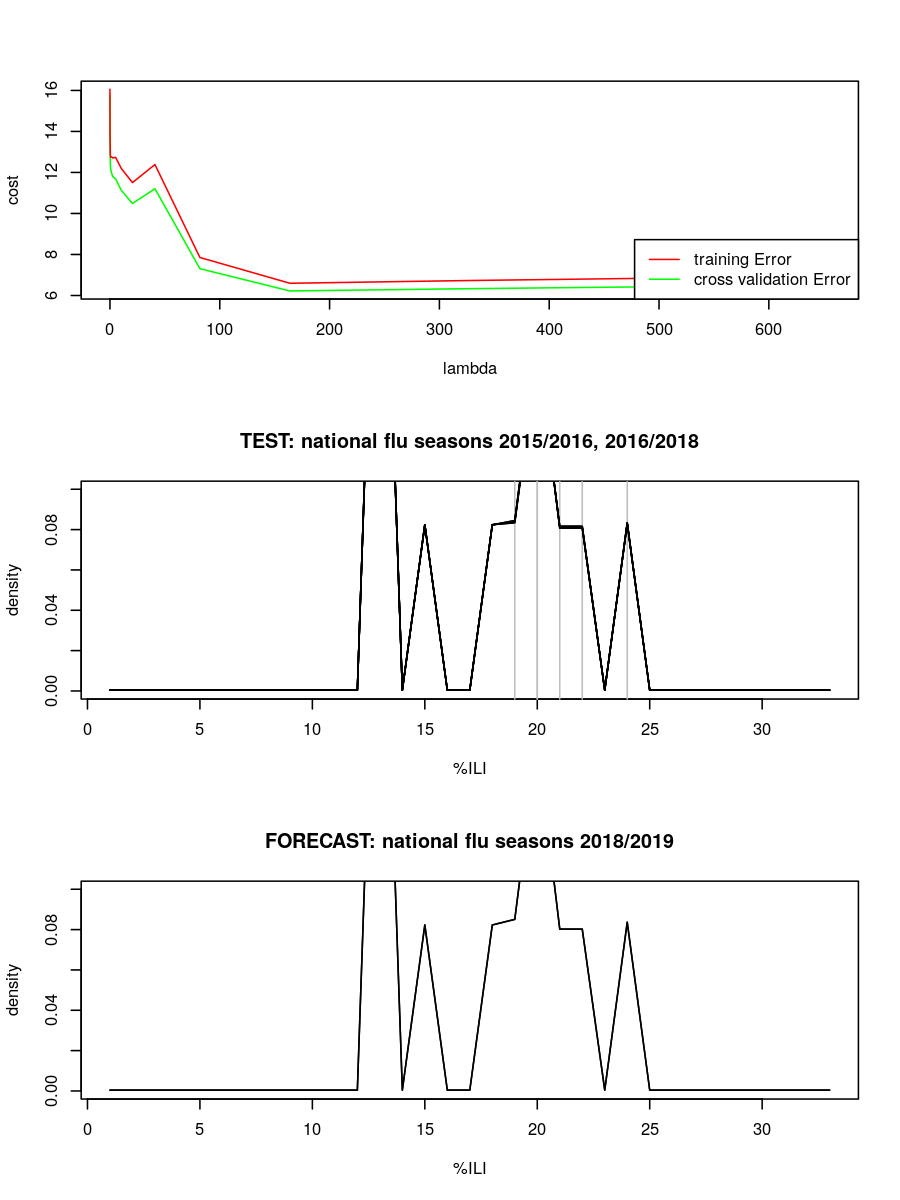 16
14
12
10
8
6
cost
training Error
cross validation Error
0 100 200 300 400 500 600
lambda
TEST: national flu seasons 2015/2016, 2016/2018
0.08
0.04
0.00
density
0 5 10 15 20 25 30
%ILI
FORECAST: national flu seasons 2018/2019
0.08
0.04
0.00
density
0 5 10 15 20 25 30
%ILI